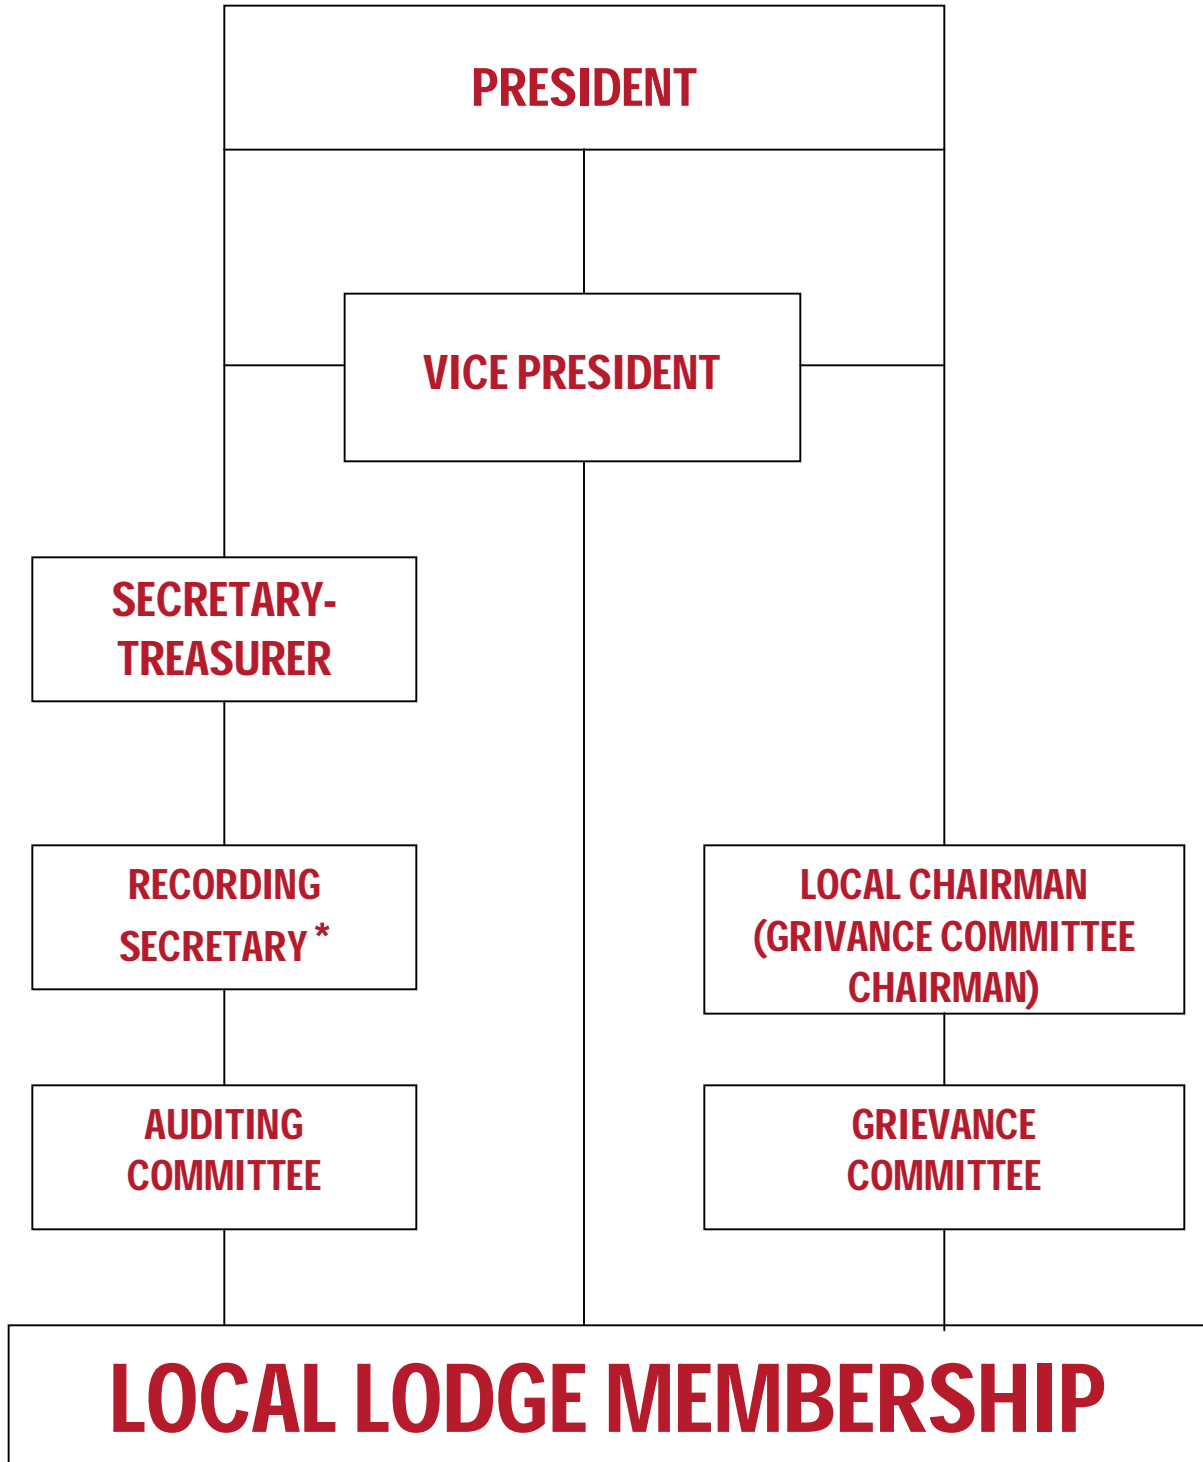 PRESIDENT
VICE PRESIDENT
SECRETARY-
TREASURER
RECORDING
SECRETARY *
LOCAL CHAIRMAN
(GRIVANCE COMMITTEE
CHAIRMAN)
AUDITING
COMMITTEE
GRIEVANCE
COMMITTEE
LOCAL LODGE MEMBERSHIP